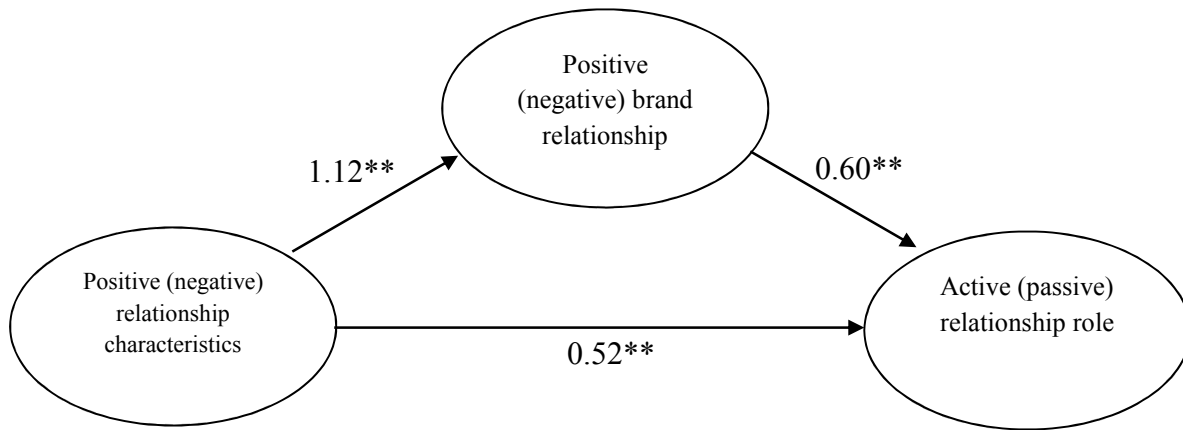 Positive
(negative) brand
relationship
1.12**
0.60**
Positive (negative)
relationship
characteristics
Active (passive)
relationship role
0.52**